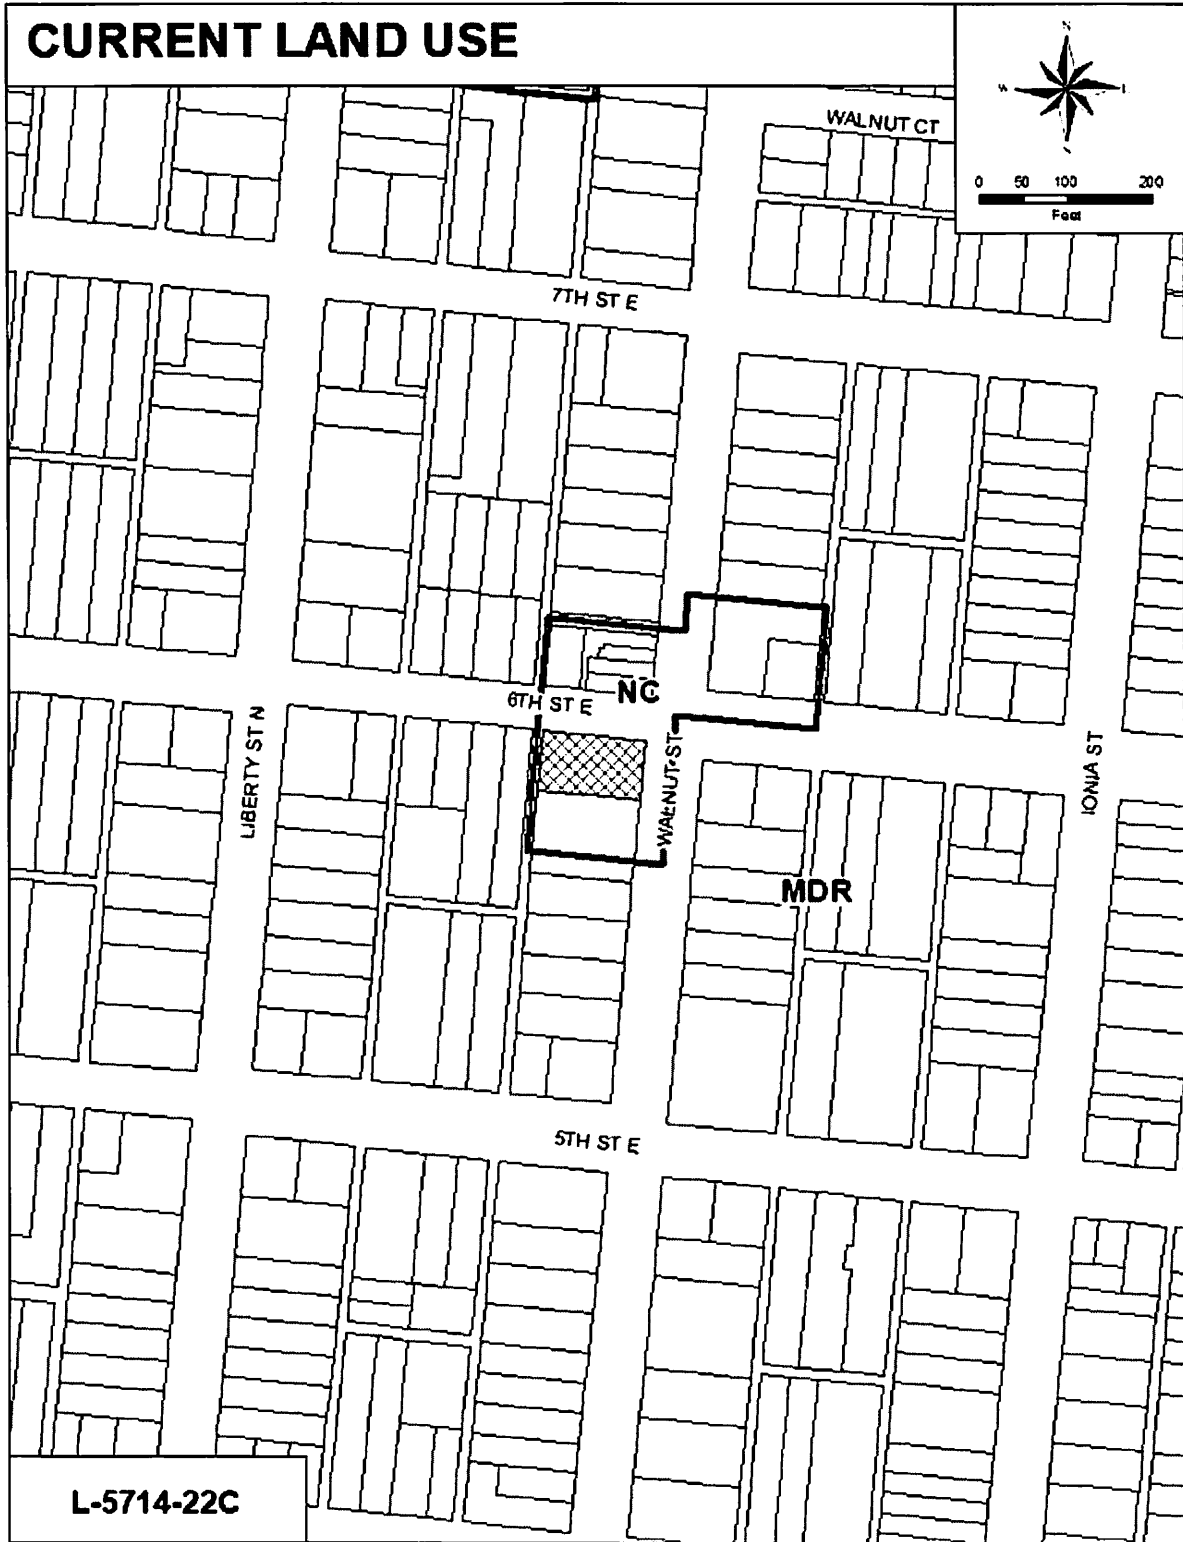 CURRENT LAND USE
N
W
0 50 100 200
Feet
WALNUT CT
7TH ST E
6TH ST E
NC
LIBERTY ST N
WALNUT ST
IONIA ST
MDR
5TH ST E
L-5714-22C